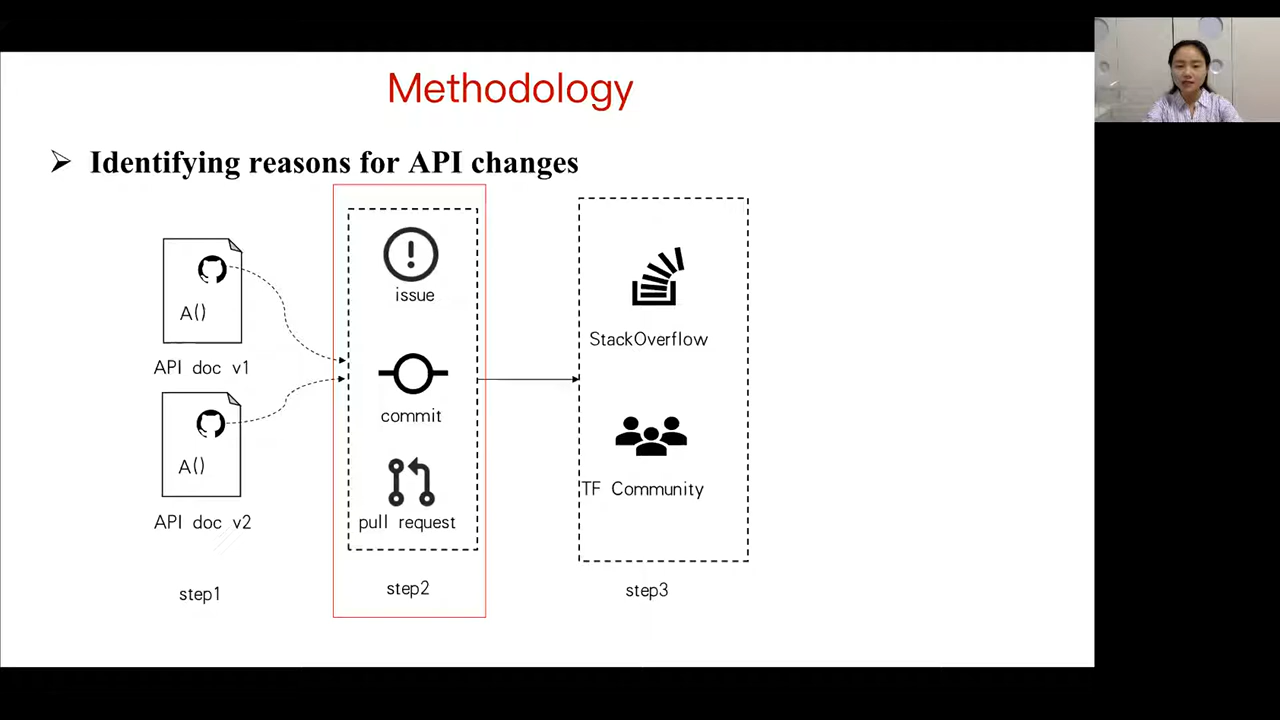 Methodology
Identifying reasons for API changes
A()
API doc v1
A()
API doc v2
step1
issue
commit
pull request
step2
StackOverflow
TF Community
step3